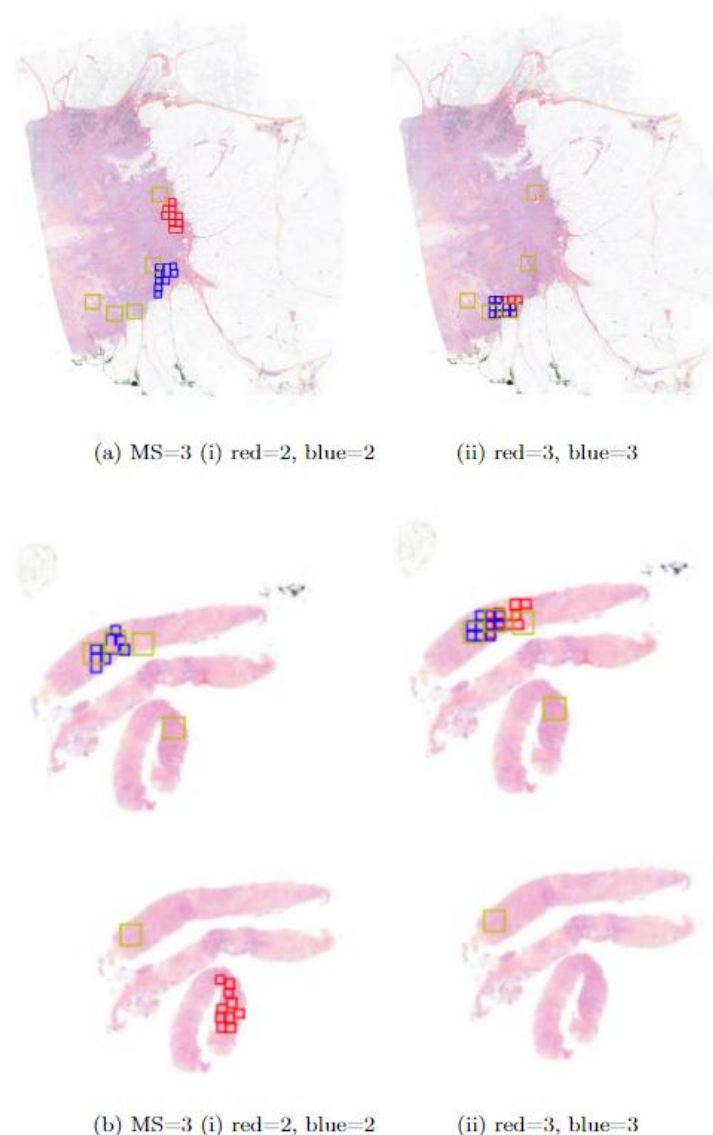 (a) MS=3 (i) red=2, blue=2 (ii) red=3, blue=3
(b) MS=3 (i) red=2, blue=2 (ii) red=3, blue=3